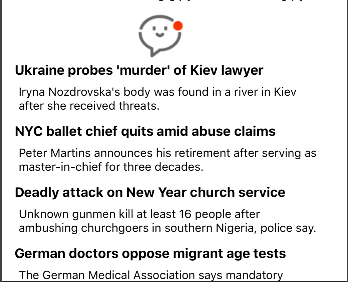 Ukraine probes 'murder' of Kiev lawyer
Iryna Nozdrovska's body was found in a river in Kiev
after she received threats.
NYC ballet chief quits amid abuse claims
Peter Martins announces his retirement after serving as
master-in-chief for three decades.
Deadly attack on New Year church service
Unknown gunmen kill at least 16 people after
ambushing churchgoers in southern Nigeria, police say.
German doctors oppose migrant age tests
The German Medical Association says mandatory